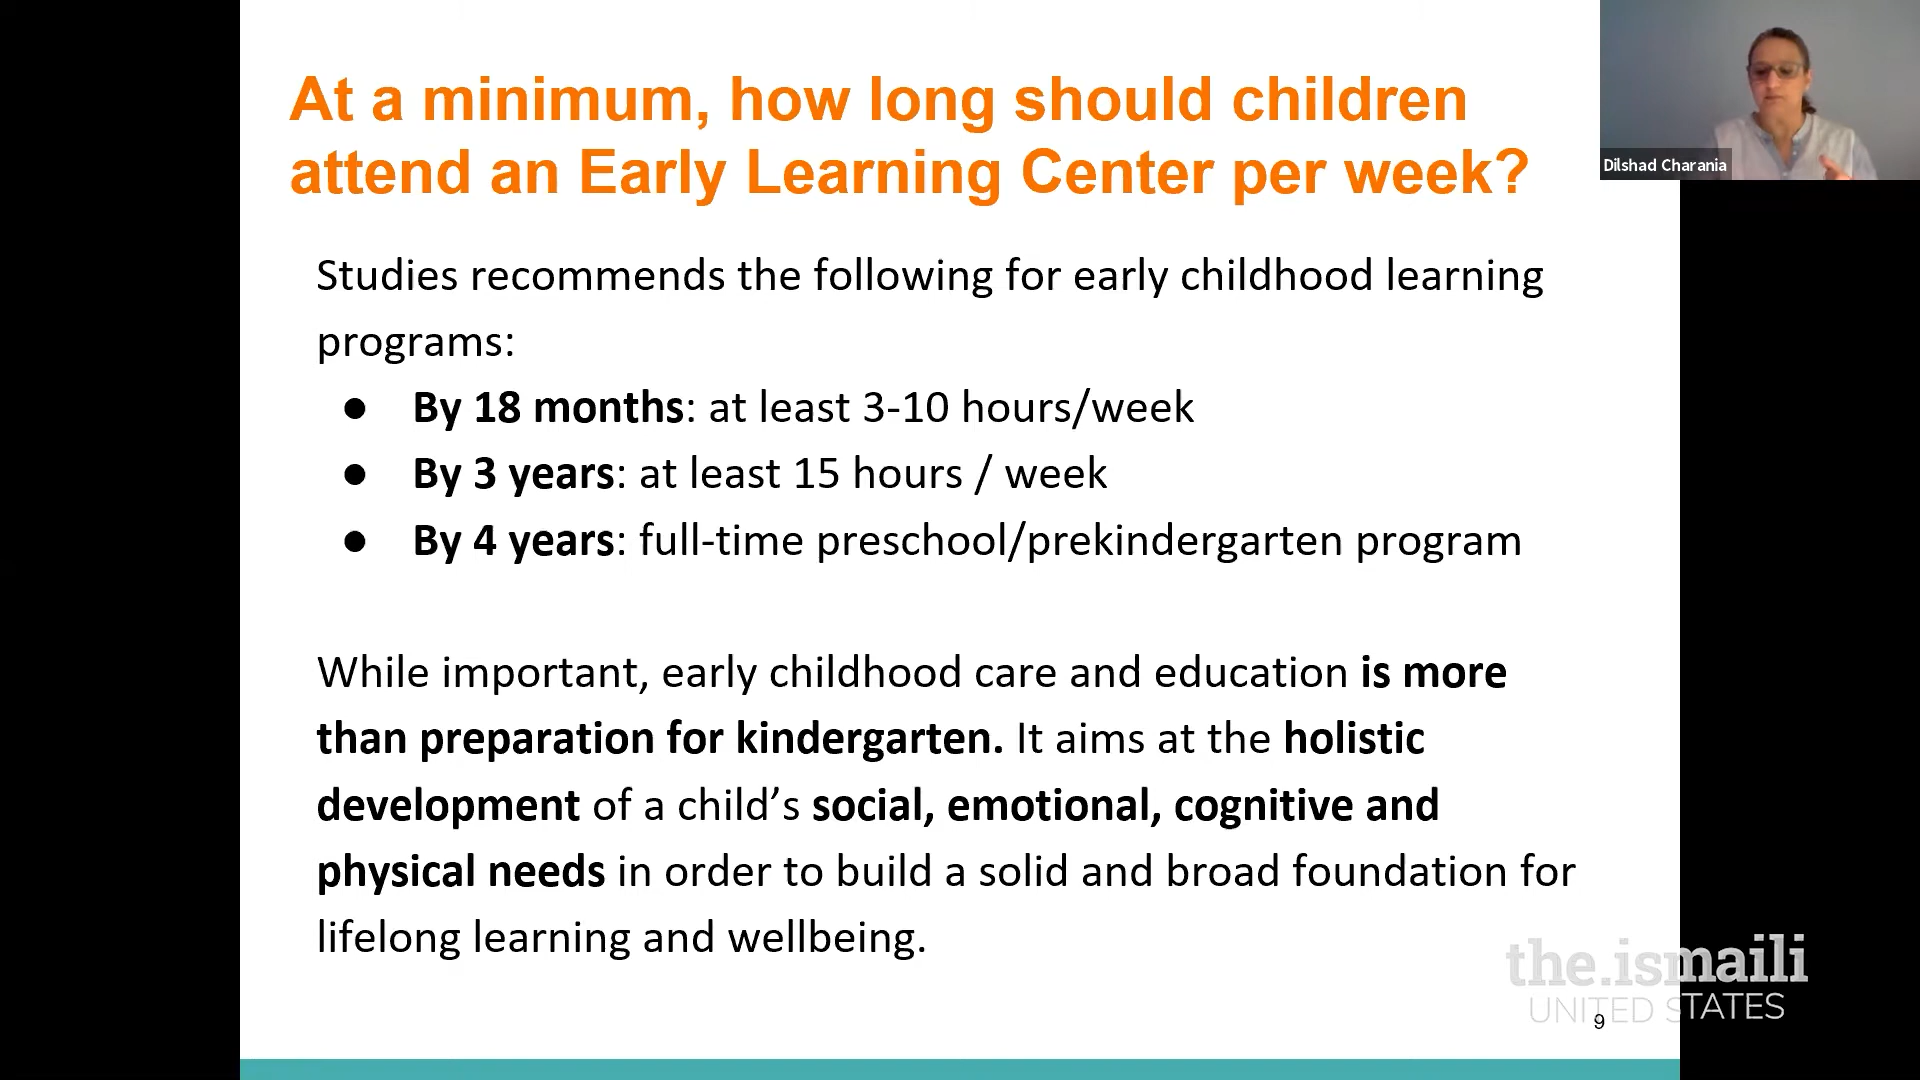 At a minimum, how long should children
attend an Early Learning Center per week?
Dilshad Charania
Studies recommends the following for early childhood learning
programs:
● By 18 months: at least 3-10 hours/week
● By 3 years: at least 15 hours / week
● By 4 years: full-time preschool/prekindergarten program
While important, early childhood care and education is more
than preparation for kindergarten. It aims at the holistic
development of a child’s social, emotional, cognitive and
physical needs in order to build a solid and broad foundation for
lifelong learning and wellbeing.
the.ismaili
UNITED STATES
9